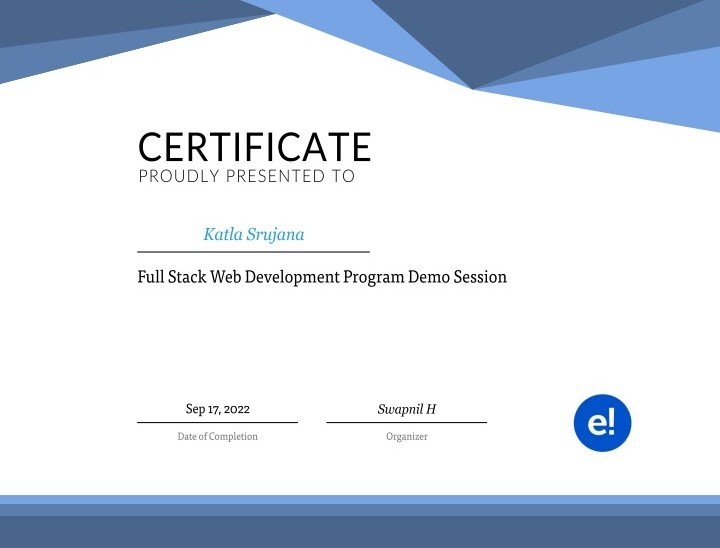 CERTIFICATE
PROUDLY PRESENTED TO
Katla Srujana
Full Stack Web Development Program Demo Session
Sep 17, 2022
Swapnil H
Date of Completion
Organizer
e!